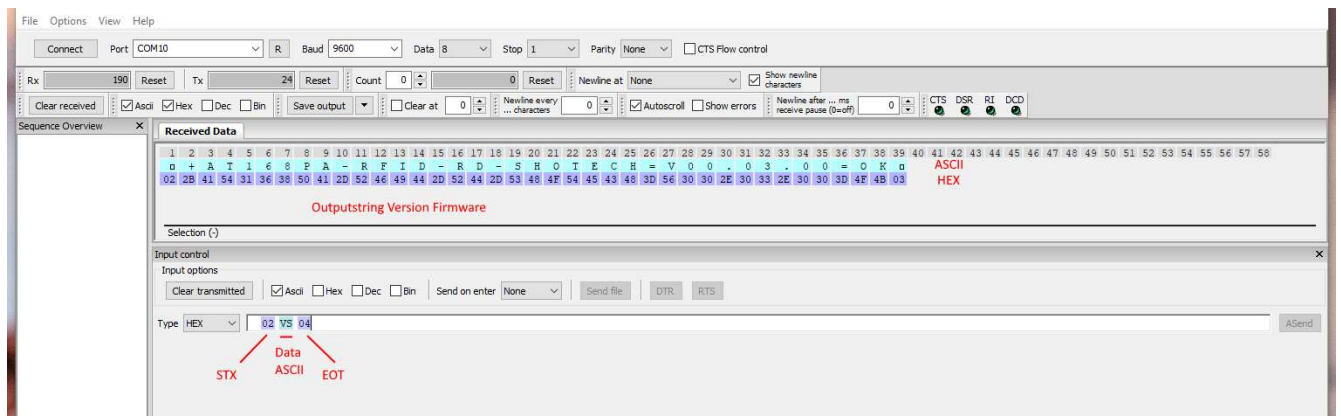 File Options View Help
Connect Port COM10 R Baud 9600 Data 8 Stop 1 Parity None CTS Flow control
Rx 190 Reset Tx 24 Reset Count 0 0 Reset Newline at None Show newline characters
Clear received Ascii Hex Dec Bin Save output Clear at 0 Newline every ... characters 0 Autoscroll Show errors Newline after ... ms receive pause (0=off) 0 CTS DSR RI DCD
Sequence Overview X Received Data
1 2 3 4 5 6 7 8 9 10 11 12 13 14 15 16 17 18 19 20 21 22 23 24 25 26 27 28 29 30 31 32 33 34 35 36 37 38 39 40 41 42 43 44 45 46 47 48 49 50 51 52 53 54 55 56 57 58
¤ + A T 1 6 8 P A - R F I D - R D - S H O T E C H = V 0 0 . 0 3 . 0 0 = O K ¤ ASCII
02 2B 41 54 31 36 38 50 41 2D 52 46 49 44 2D 52 44 2D 53 48 4F 54 45 43 48 3D 56 30 30 2E 30 33 2E 30 30 3D 4F 4B 03 HEX
Outputstring Version Firmware
Selection (-)
Input control
Input options
Clear transmitted Ascii Hex Dec Bin Send on enter None Send file DTR RTS
Type HEX 02 VS 04 ASend
Data
STX ASCII EOT